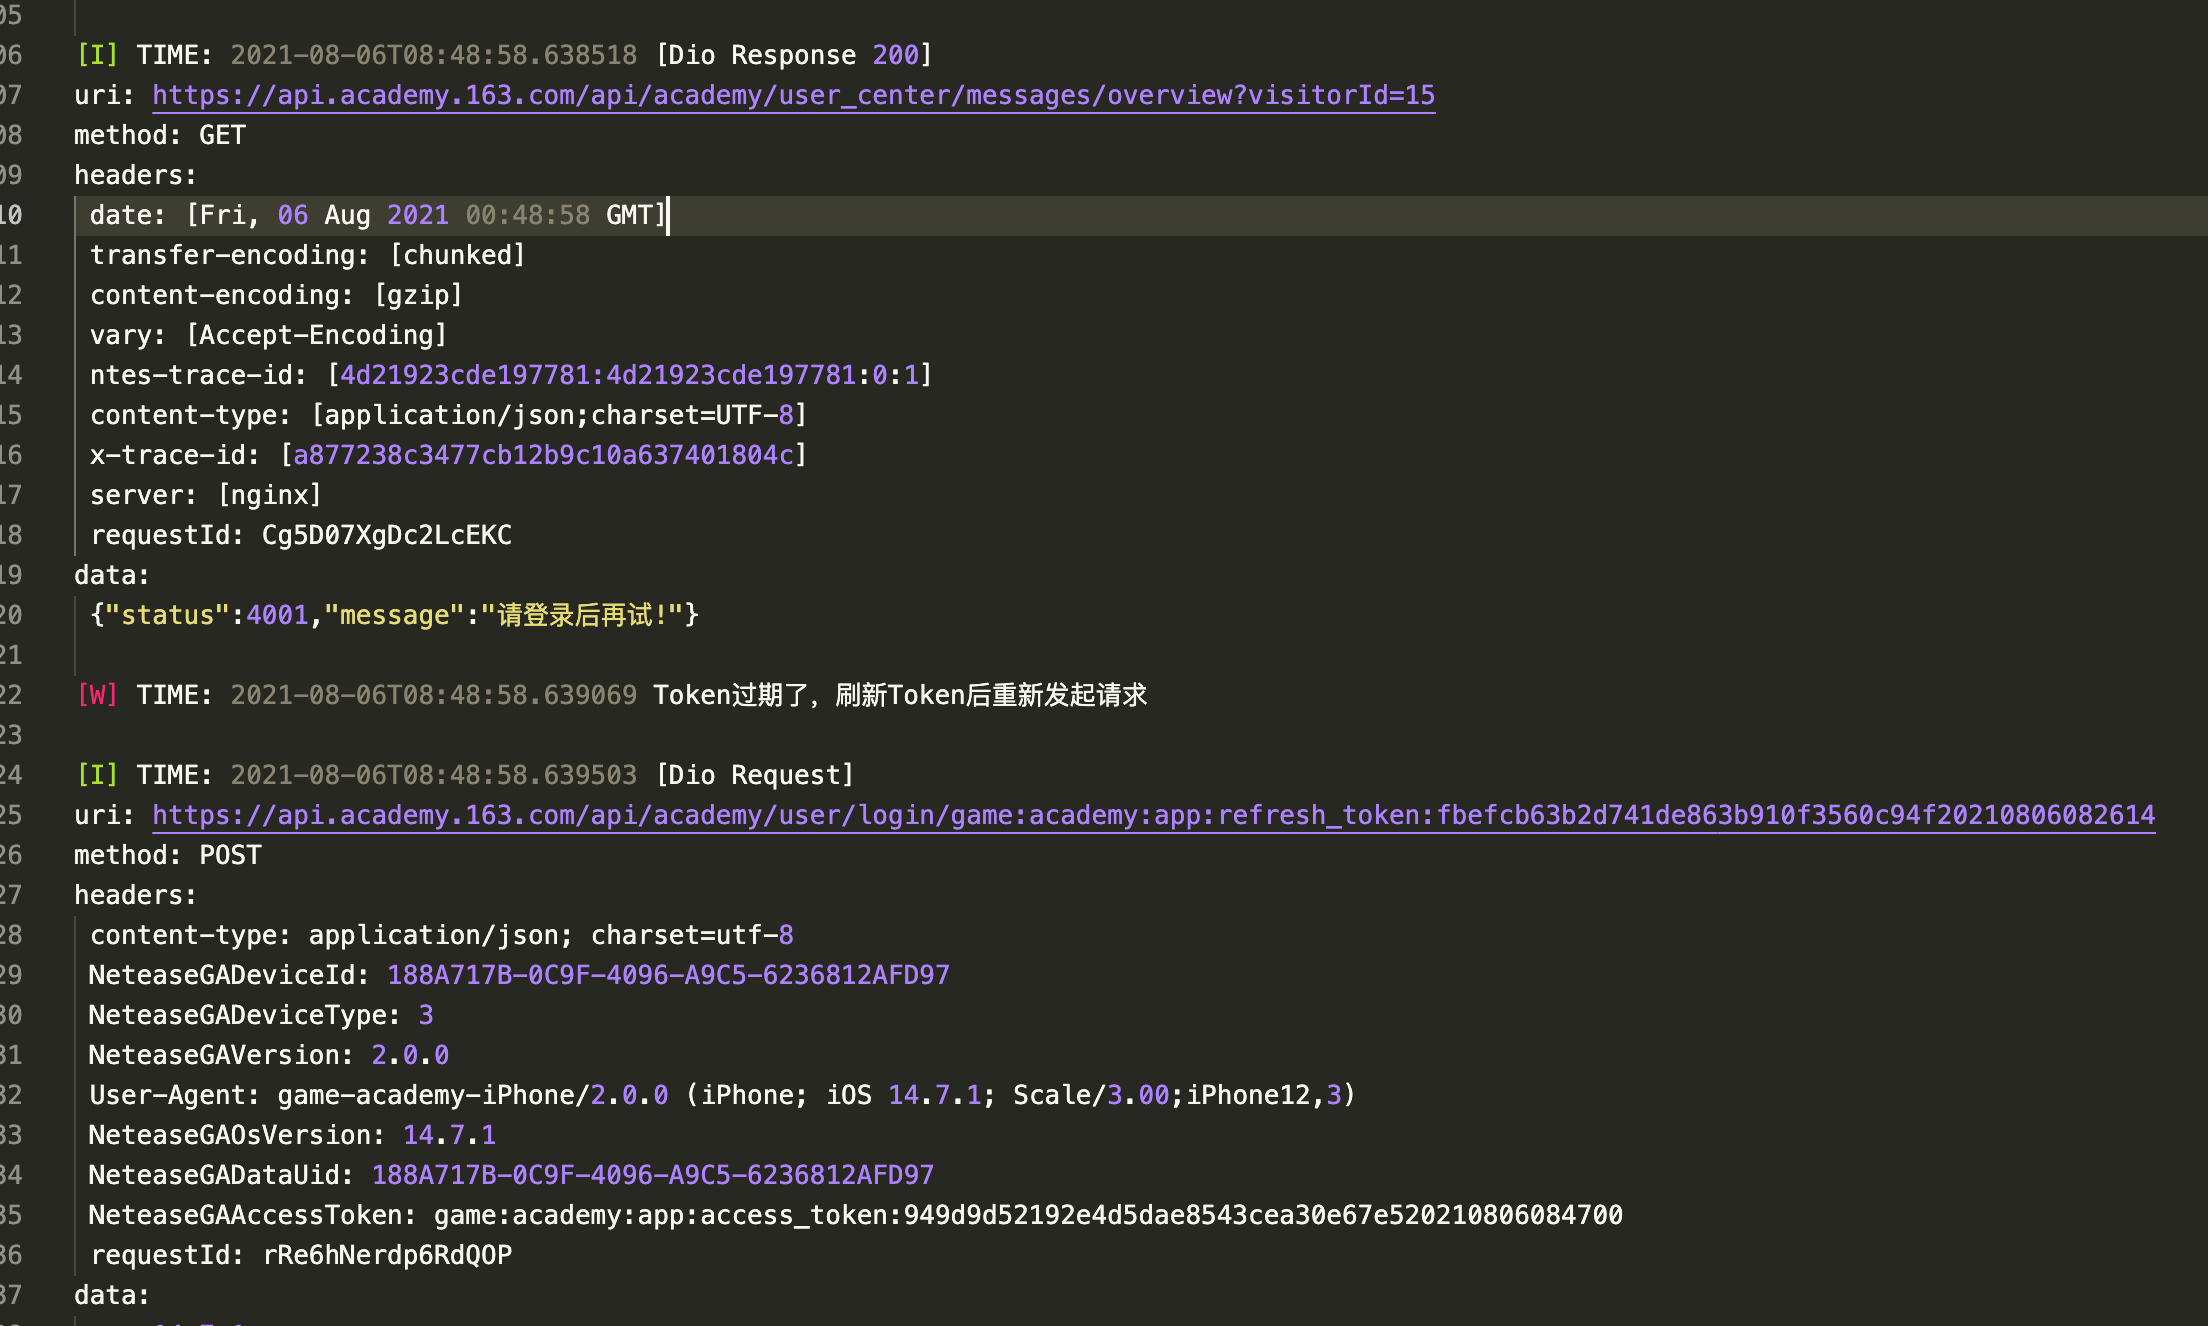 05
06 [I] TIME: 2021-08-06T08:48:58.638518 [Dio Response 200]
07 uri: https://api.academy.163.com/api/academy/user_center/messages/overview?visitorId=15
08 method: GET
09 headers:
10 date: [Fri, 06 Aug 2021 00:48:58 GMT]
11 transfer-encoding: [chunked]
12 content-encoding: [gzip]
13 vary: [Accept-Encoding]
14 ntes-trace-id: [4d21923cde197781:4d21923cde197781:0:1]
15 content-type: [application/json;charset=UTF-8]
16 x-trace-id: [a877238c3477cb12b9c10a637401804c]
17 server: [nginx]
18 requestId: Cg5D07XgDc2LcEKC
19 data:
20 {"status":4001,"message":"请登录后再试!"}
21
22 [W] TIME: 2021-08-06T08:48:58.639069 Token过期了，刷新Token后重新发起请求
23
24 [I] TIME: 2021-08-06T08:48:58.639503 [Dio Request]
25 uri: https://api.academy.163.com/api/academy/user/login/game:academy:app:refresh_token:fbefcb63b2d741de863b910f3560c94f20210806082614
26 method: POST
27 headers:
28 content-type: application/json; charset=utf-8
29 NeteaseGADeviceId: 188A717B-0C9F-4096-A9C5-6236812AFD97
30 NeteaseGADeviceType: 3
31 NeteaseGAVersion: 2.0.0
32 User-Agent: game-academy-iPhone/2.0.0 (iPhone; iOS 14.7.1; Scale/3.00;iPhone12,3)
33 NeteaseGAOsVersion: 14.7.1
34 NeteaseGADataUid: 188A717B-0C9F-4096-A9C5-6236812AFD97
35 NeteaseGAAccessToken: game:academy:app:access_token:949d9d52192e4d5dae8543cea30e67e520210806084700
36 requestId: rRe6hNerdp6RdQOP
37 data: